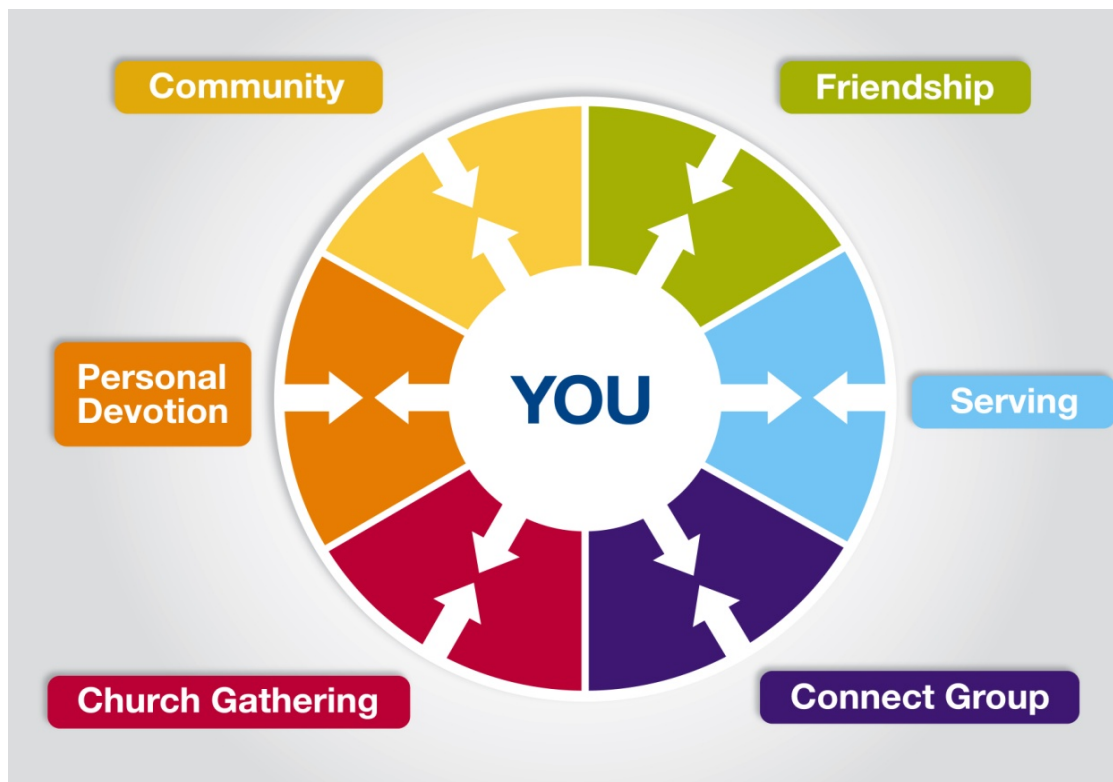 Community
Friendship
Personal
Devotion
YOU
Serving
Church Gathering
Connect Group